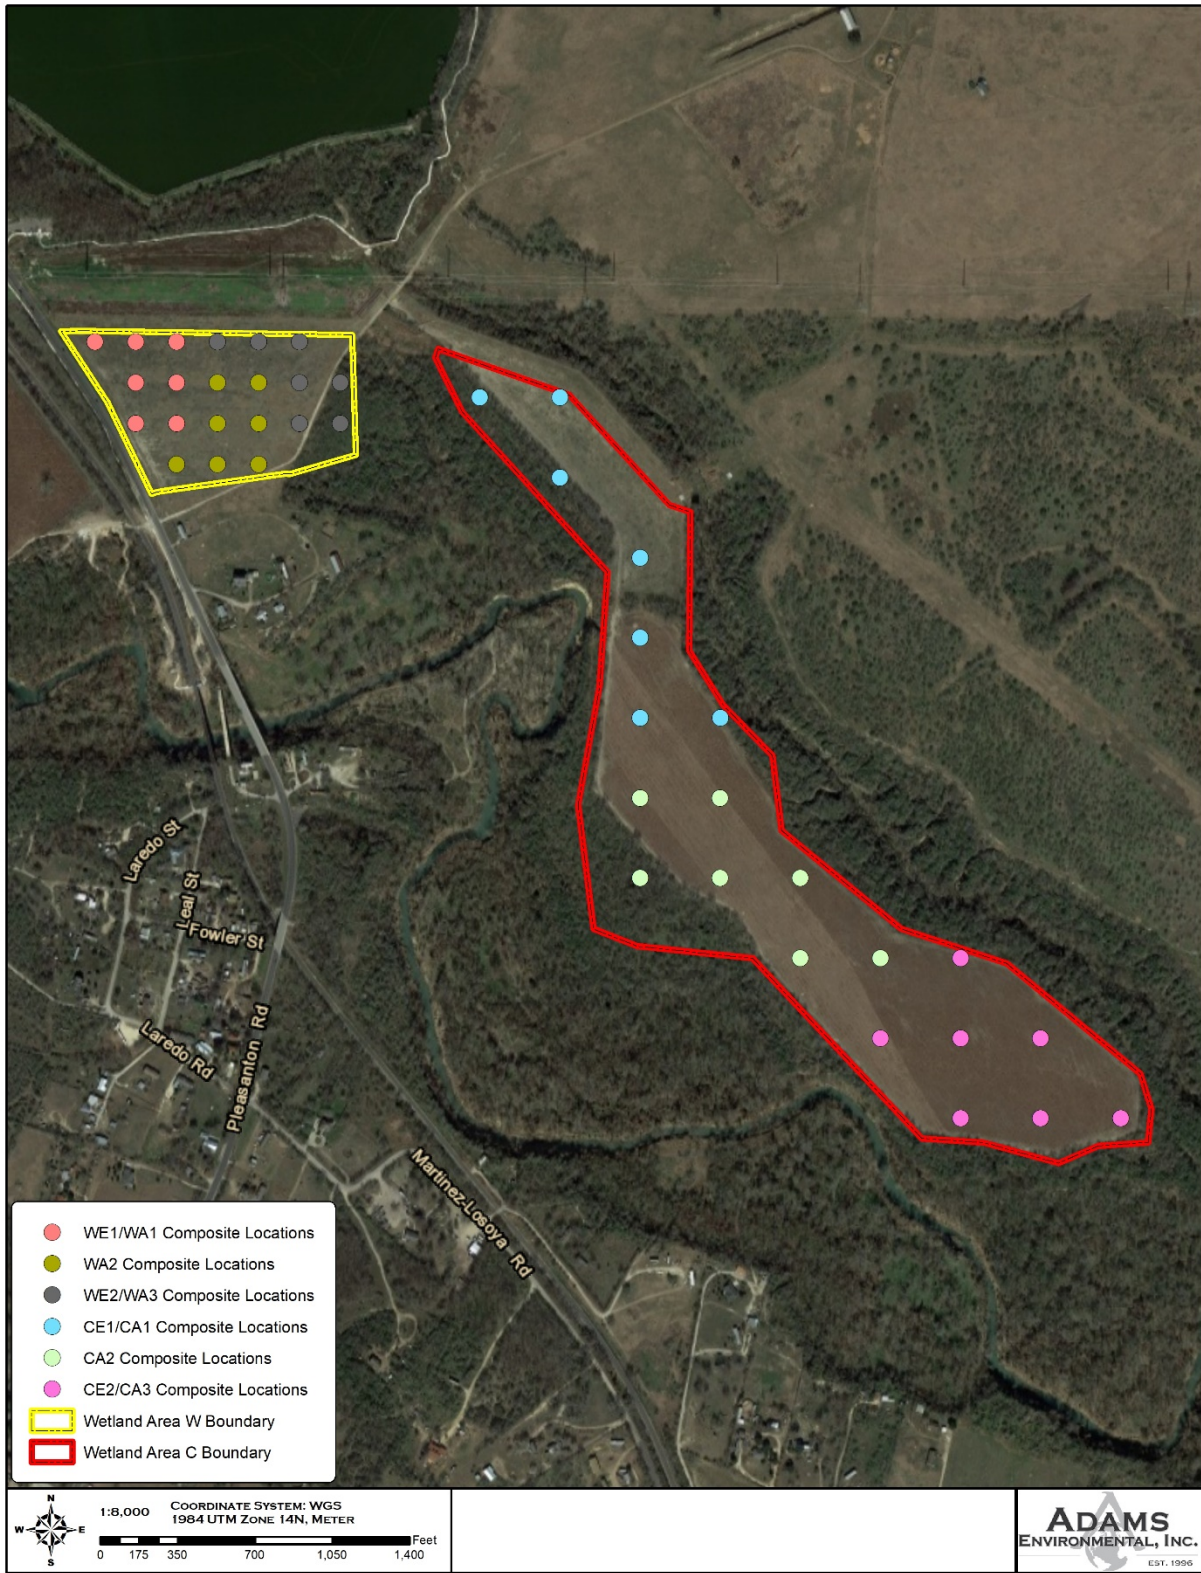 Laredo St
Leal St
Fowler St
Laredo Rd
Pleasanton Rd
Martinez-Losoya Rd
WE1/WA1 Composite Locations
WA2 Composite Locations
WE2/WA3 Composite Locations
CE1/CA1 Composite Locations
CA2 Composite Locations
CE2/CA3 Composite Locations
Wetland Area W Boundary
Wetland Area C Boundary
N
W E
S
1:8,000
COORDINATE SYSTEM: WGS
1984 UTM ZONE 14N, METER
Feet
0 175 350 700 1,050 1,400
ADAMS
ENVIRONMENTAL, INC.
EST. 1996